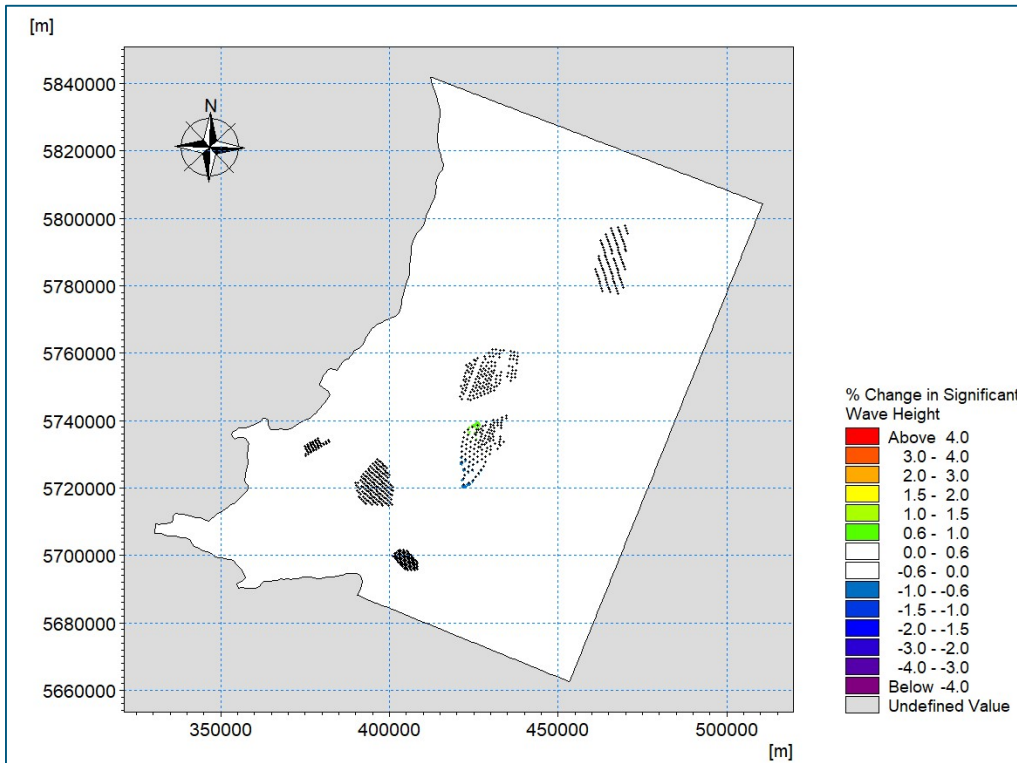 [m]
N
5840000
5820000
5800000
5780000
5760000
5740000
5720000
5700000
5680000
5660000
350000 400000 450000 500000
[m]
% Change in Significant
Wave Height
Above 4.0
3.0 - 4.0
2.0 - 3.0
1.5 - 2.0
1.0 - 1.5
0.6 - 1.0
0.0 - 0.6
-0.6 - 0.0
-1.0 - -0.6
-1.5 - -1.0
-2.0 - -1.5
-3.0 - -2.0
-4.0 - -3.0
Below -4.0
Undefined Value